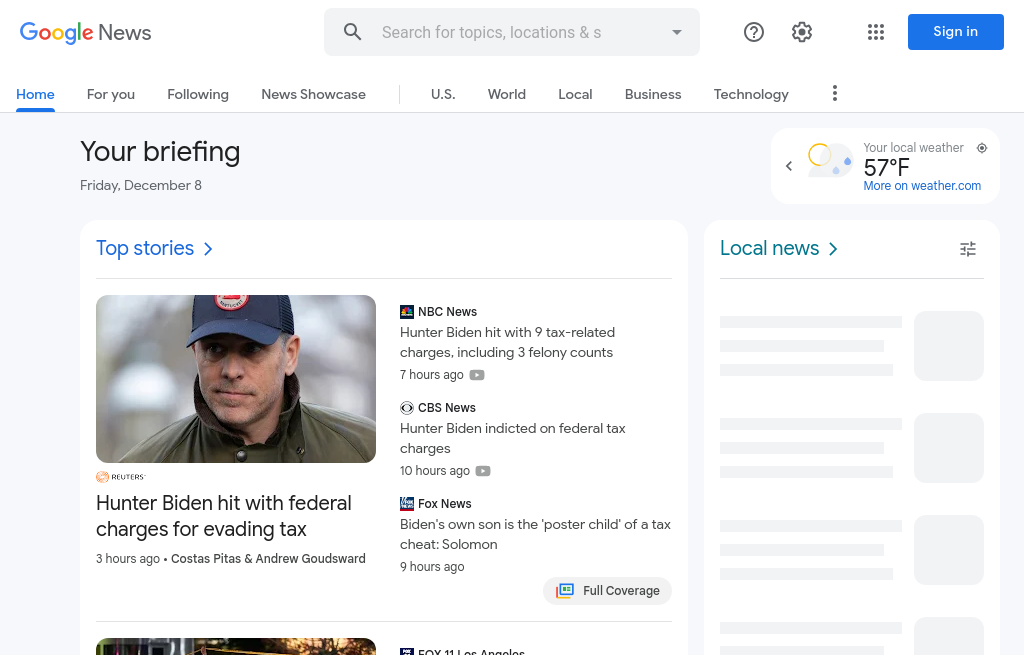 Google News
Search for topics, locations & s
Sign in
Home
For you
Following
News Showcase
U.S.
World
Local
Business
Technology
Your briefing
Friday, December 8
Your local weather
57°F
More on weather.com
Top stories
Local news
REUTERS
Hunter Biden hit with federal
charges for evading tax
3 hours ago • Costas Pitas & Andrew Goudsward
NBC News
Hunter Biden hit with 9 tax-related
charges, including 3 felony counts
7 hours ago
CBS News
Hunter Biden indicted on federal tax
charges
10 hours ago
Fox News
Biden's own son is the 'poster child' of a tax
cheat: Solomon
9 hours ago
Full Coverage
FOX 11 Los Angeles